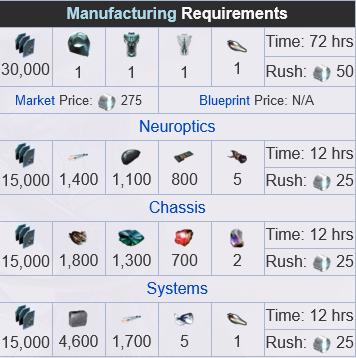 Manufacturing Requirements
30,000 1 1 1 1 Time: 72 hrs
Rush: 50
Market Price: 275 Blueprint Price: N/A
Neuroptics
15,000 1,400 1,100 800 5 Time: 12 hrs
Rush: 25
Chassis
15,000 1,800 1,300 700 2 Time: 12 hrs
Rush: 25
Systems
15,000 4,600 1,700 5 1 Time: 12 hrs
Rush: 25